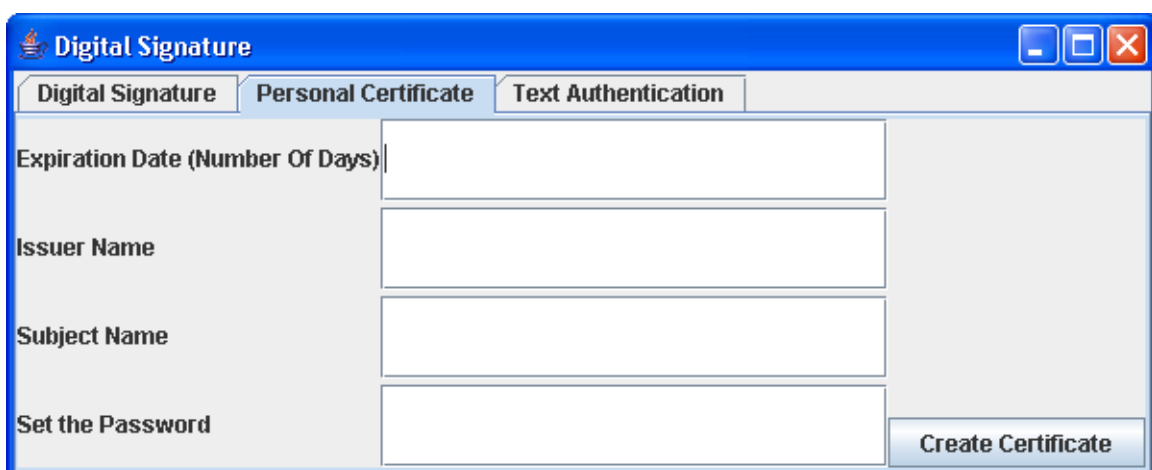 Digital Signature
Digital Signature Personal Certificate Text Authentication
Expiration Date (Number Of Days)
Issuer Name
Subject Name
Set the Password
Create Certificate